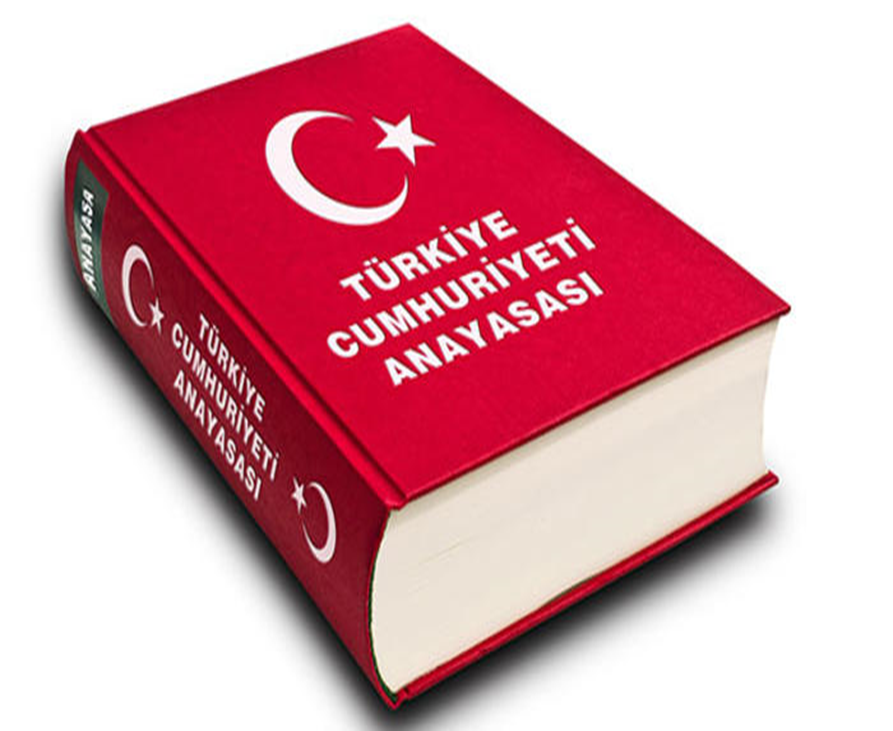 TÜRKİYE
CUMHURİYETİ
ANAYASASI
ANAYASA
TÜRKİYE
CUMHURİYETİ
ANAYASASI